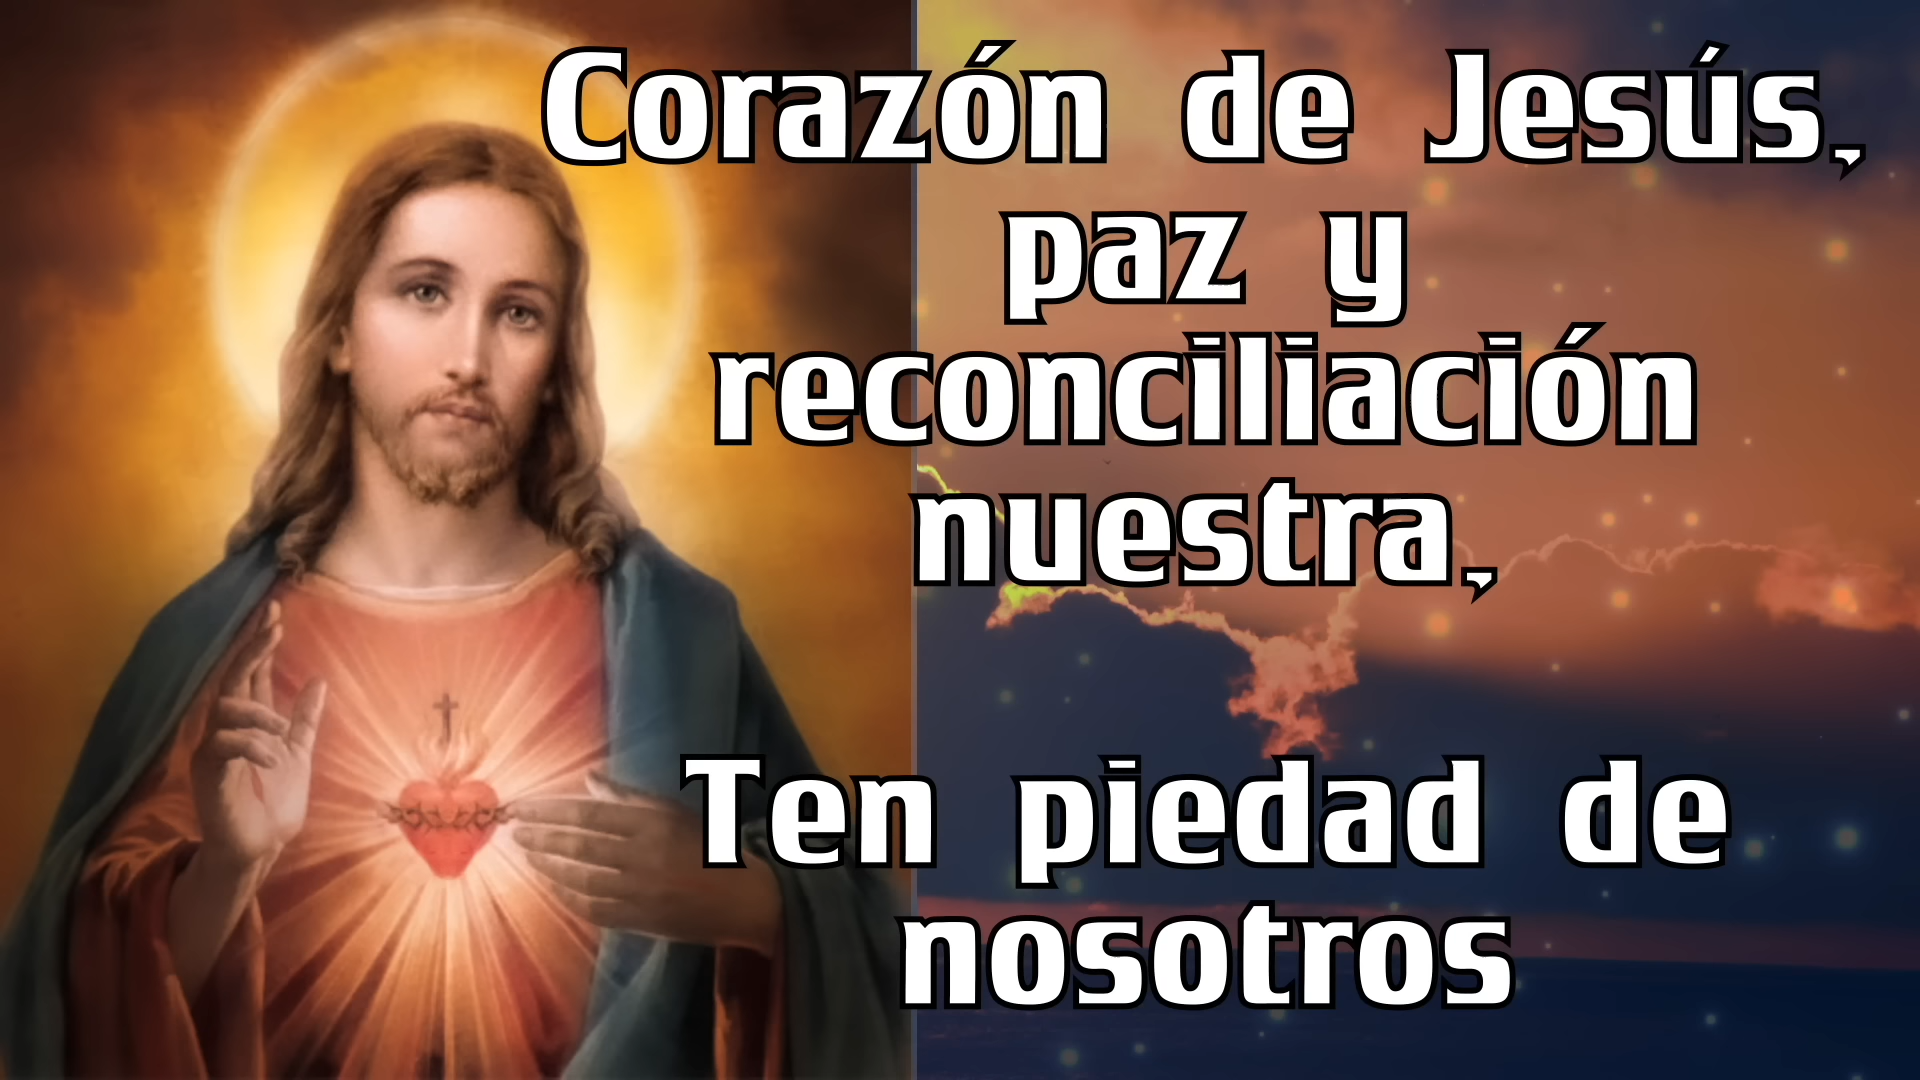 Corazón de Jesús,
paz y
reconciliación
nuestra,
Ten piedad de
nosotros